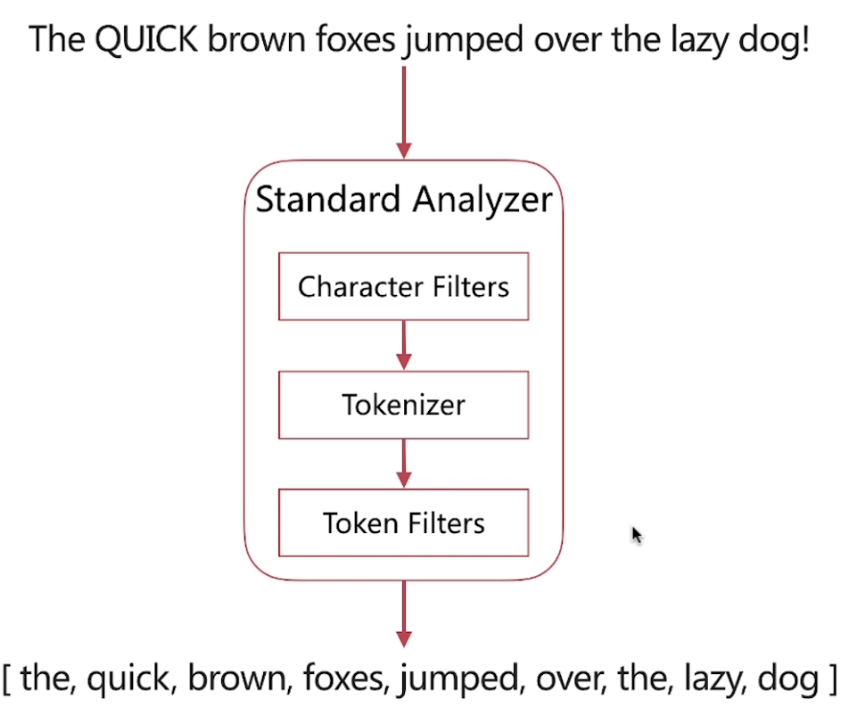 The QUICK brown foxes jumped over the lazy dog!
Standard Analyzer
Character Filters
Tokenizer
Token Filters
[ the, quick, brown, foxes, jumped, over, the, lazy, dog ]